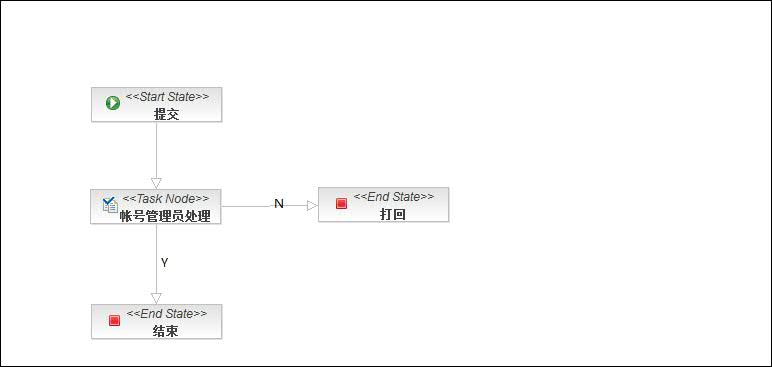 <<Start State>>
提交
<<Task Node>>
帐号管理员处理
N
<<End State>>
打回
Y
<<End State>>
结束